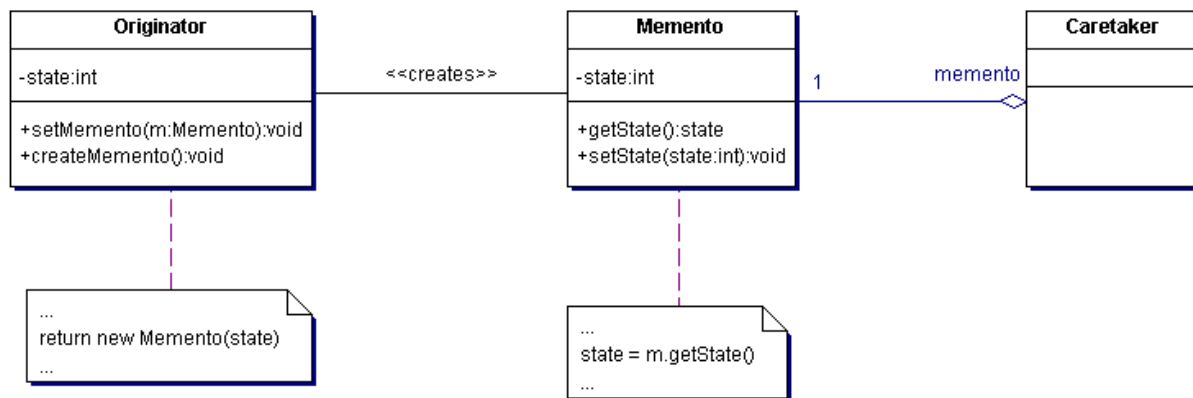 Originator
-state:int
+setMemento(m:Memento):void
+createMemento():void
<<creates>>
Memento
-state:int
+getState():state
+setState(state:int):void
1
memento
Caretaker
...
return new Memento(state)
...
...
state = m.getState()
...